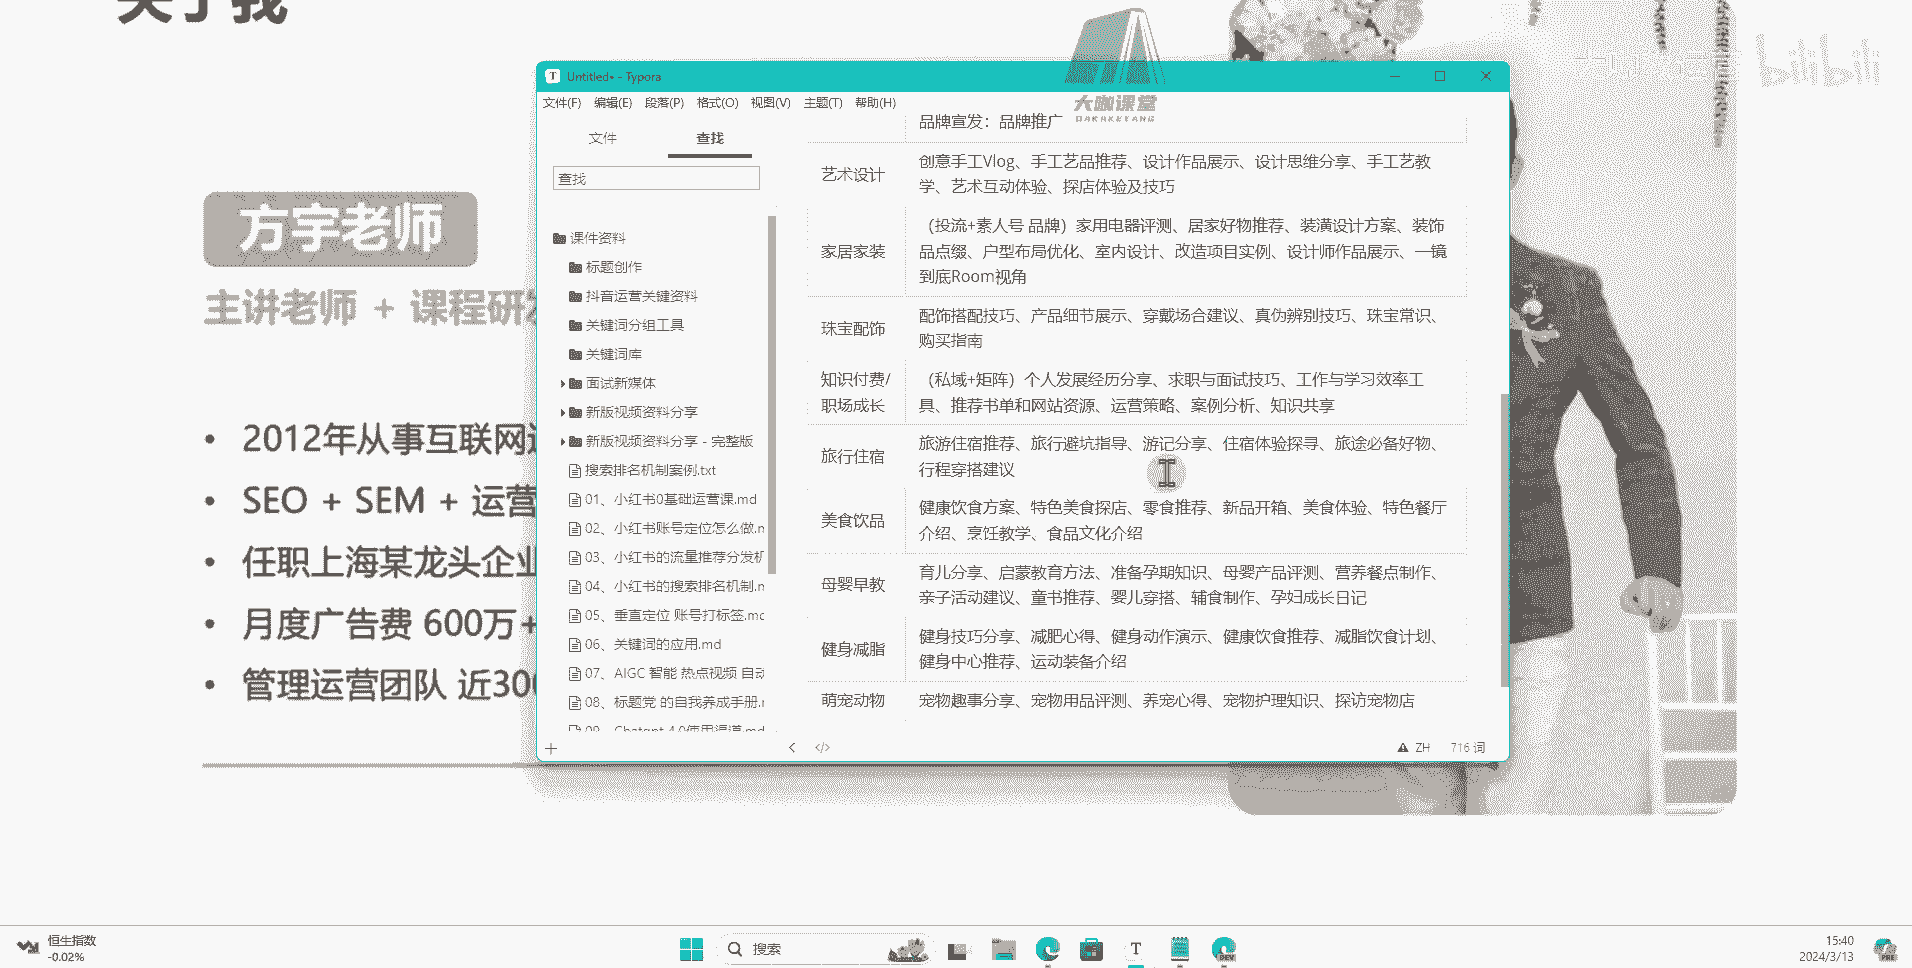 关于我
bilibili
大咖课堂
DAKAKETANG
方宇老师
主讲老师 + 课程研发
2012年从事互联网
SEO + SEM + 运营
任职上海某龙头企业
月度广告费 600万+
管理运营团队 近300
Untitled• - Typora
文件(F) 编辑(E) 段落(P) 格式(O) 视图(V) 主题(T) 帮助(H)
文件 查找
查找
课件资料
标题创作
抖音运营关键资料
关键词分组工具
关键词库
面试新媒体
新版视频资料分享
新版视频资料分享 - 完整版
搜索排名机制案例.txt
01、小红书0基础运营课.md
02、小红书账号定位怎么做.m
03、小红书的流量推荐分发机
04、小红书的搜索排名机制.m
05、垂直定位 账号打标签.mc
06、关键词的应用.md
07、AIGC 智能 热点视频 自动
08、标题党 的自我养成手册.m
09、Chatgpt 4.0使用渠道.md
品牌宣发：品牌推广
艺术设计
创意手工Vlog、手工艺品推荐、设计作品展示、设计思维分享、手工艺教
学、艺术互动体验、探店体验及技巧
家居家装
（投流+素人号 品牌）家用电器评测、居家好物推荐、装潢设计方案、装饰
品点缀、户型布局优化、室内设计、改造项目实例、设计师作品展示、一镜
到底Room视角
珠宝配饰
配饰搭配技巧、产品细节展示、穿戴场合建议、真伪辨别技巧、珠宝常识、
购买指南
知识付费/
职场成长
（私域+矩阵）个人发展经历分享、求职与面试技巧、工作与学习效率工
具、推荐书单和网站资源、运营策略、案例分析、知识共享
旅行住宿
旅游住宿推荐、旅行避坑指导、游记分享、住宿体验探寻、旅途必备好物、
行程穿搭建议
美食饮品
健康饮食方案、特色美食探店、零食推荐、新品开箱、美食体验、特色餐厅
介绍、烹饪教学、食品文化介绍
母婴早教
育儿分享、启蒙教育方法、准备孕期知识、母婴产品评测、营养餐点制作、
亲子活动建议、童书推荐、婴儿穿搭、辅食制作、孕妇成长日记
健身减脂
健身技巧分享、减肥心得、健身动作演示、健康饮食推荐、减脂饮食计划、
健身中心推荐、运动装备介绍
萌宠动物
宠物趣事分享、宠物用品评测、养宠心得、宠物护理知识、探访宠物店
ZH 716 词
恒生指数
-0.02%
搜索
15:40
2024/3/13